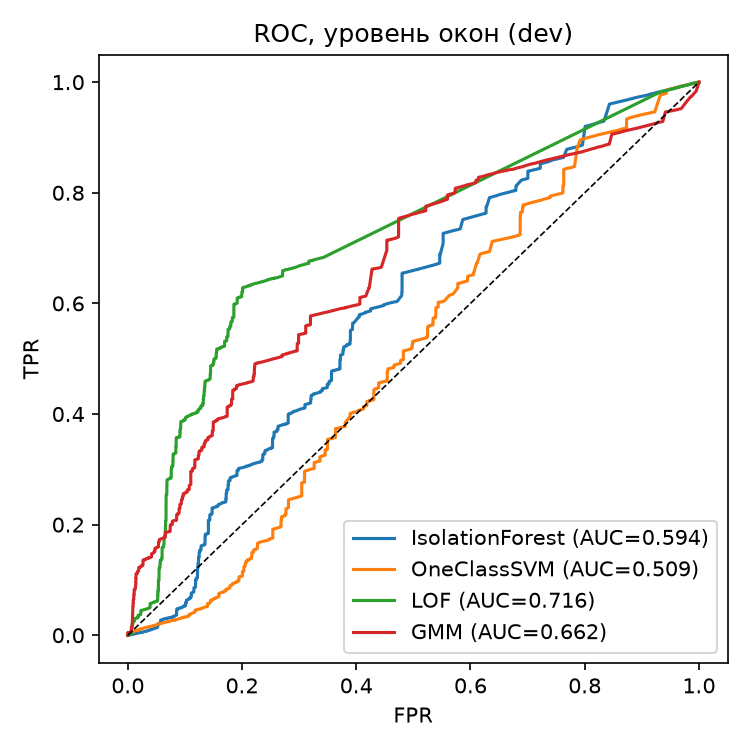 ROC, уровень окон (dev)
1.0
0.8
0.6
0.4
0.2
0.0
TPR
IsolationForest (AUC=0.594)
OneClassSVM (AUC=0.509)
LOF (AUC=0.716)
GMM (AUC=0.662)
0.0 0.2 0.4 0.6 0.8 1.0
FPR